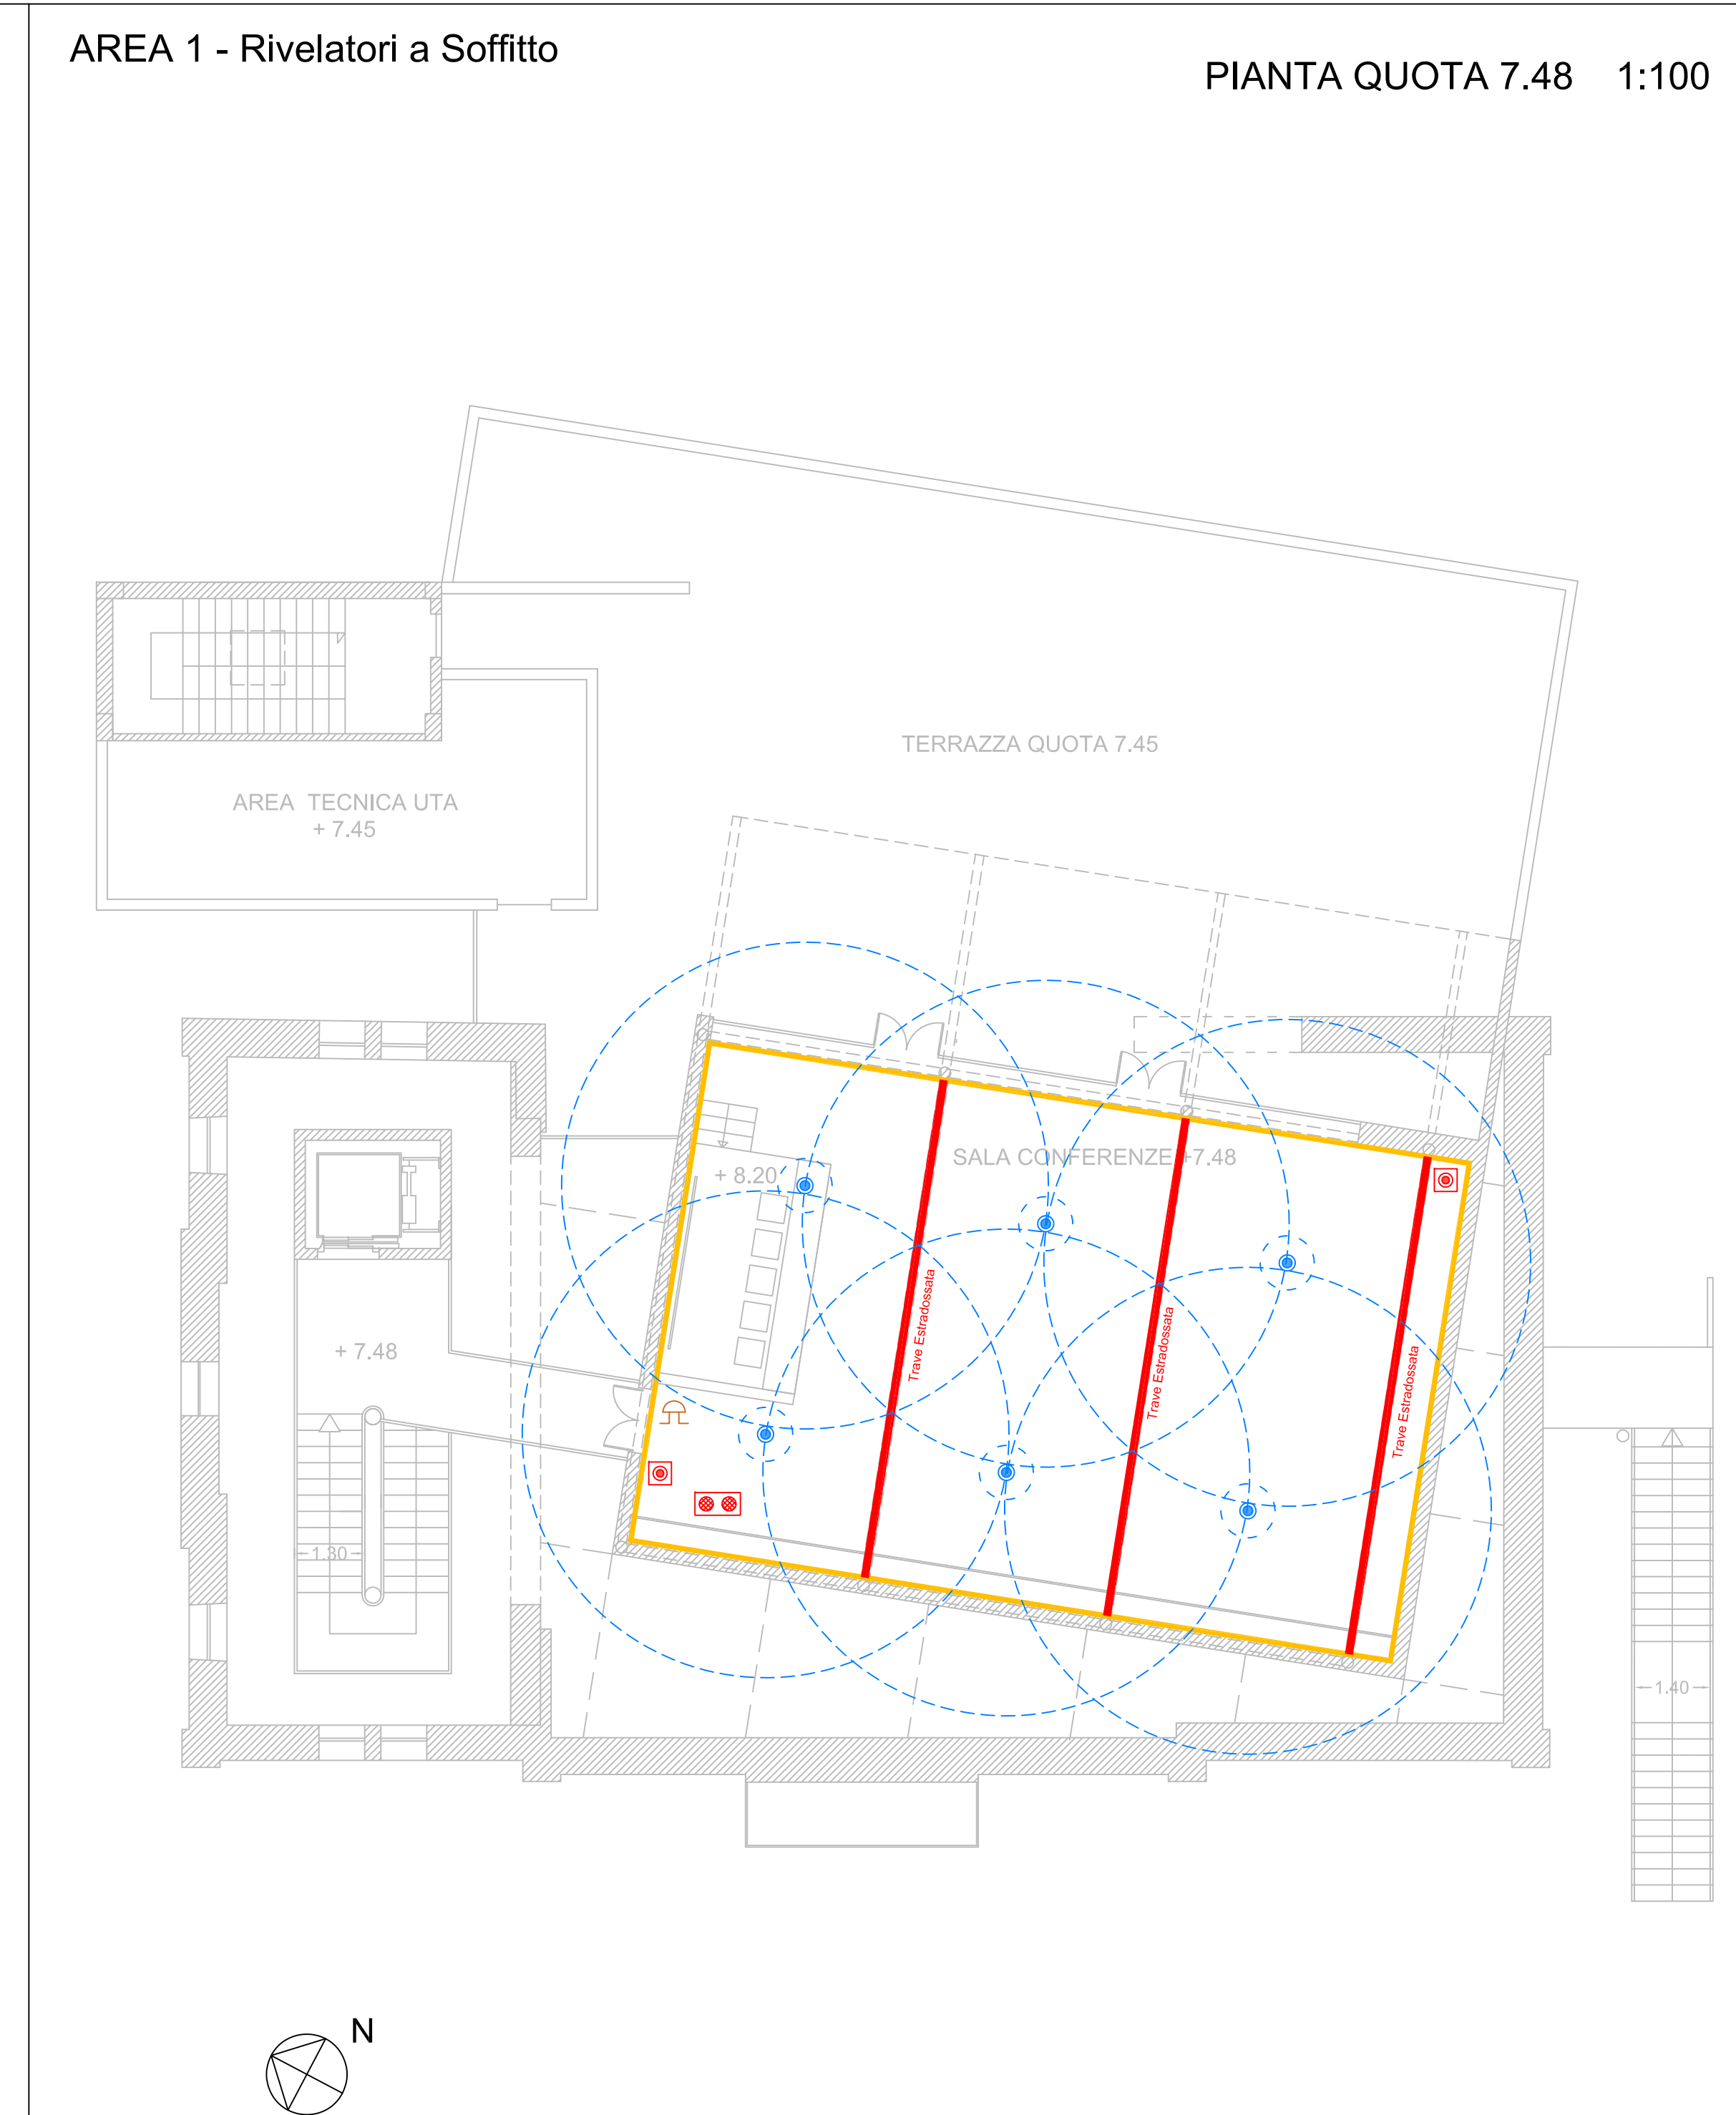 AREA 1 - Rivelatori a Soffitto
PIANTA QUOTA 7.48 1:100
TERRAZZA QUOTA 7.45
AREA TECNICA UTA
+ 7.45
SALA CONFERENZE +7.48
+ 8.20
Trave Estradossata
Trave Estradossata
Trave Estradossata
+ 7.48
1.30
1.40
N